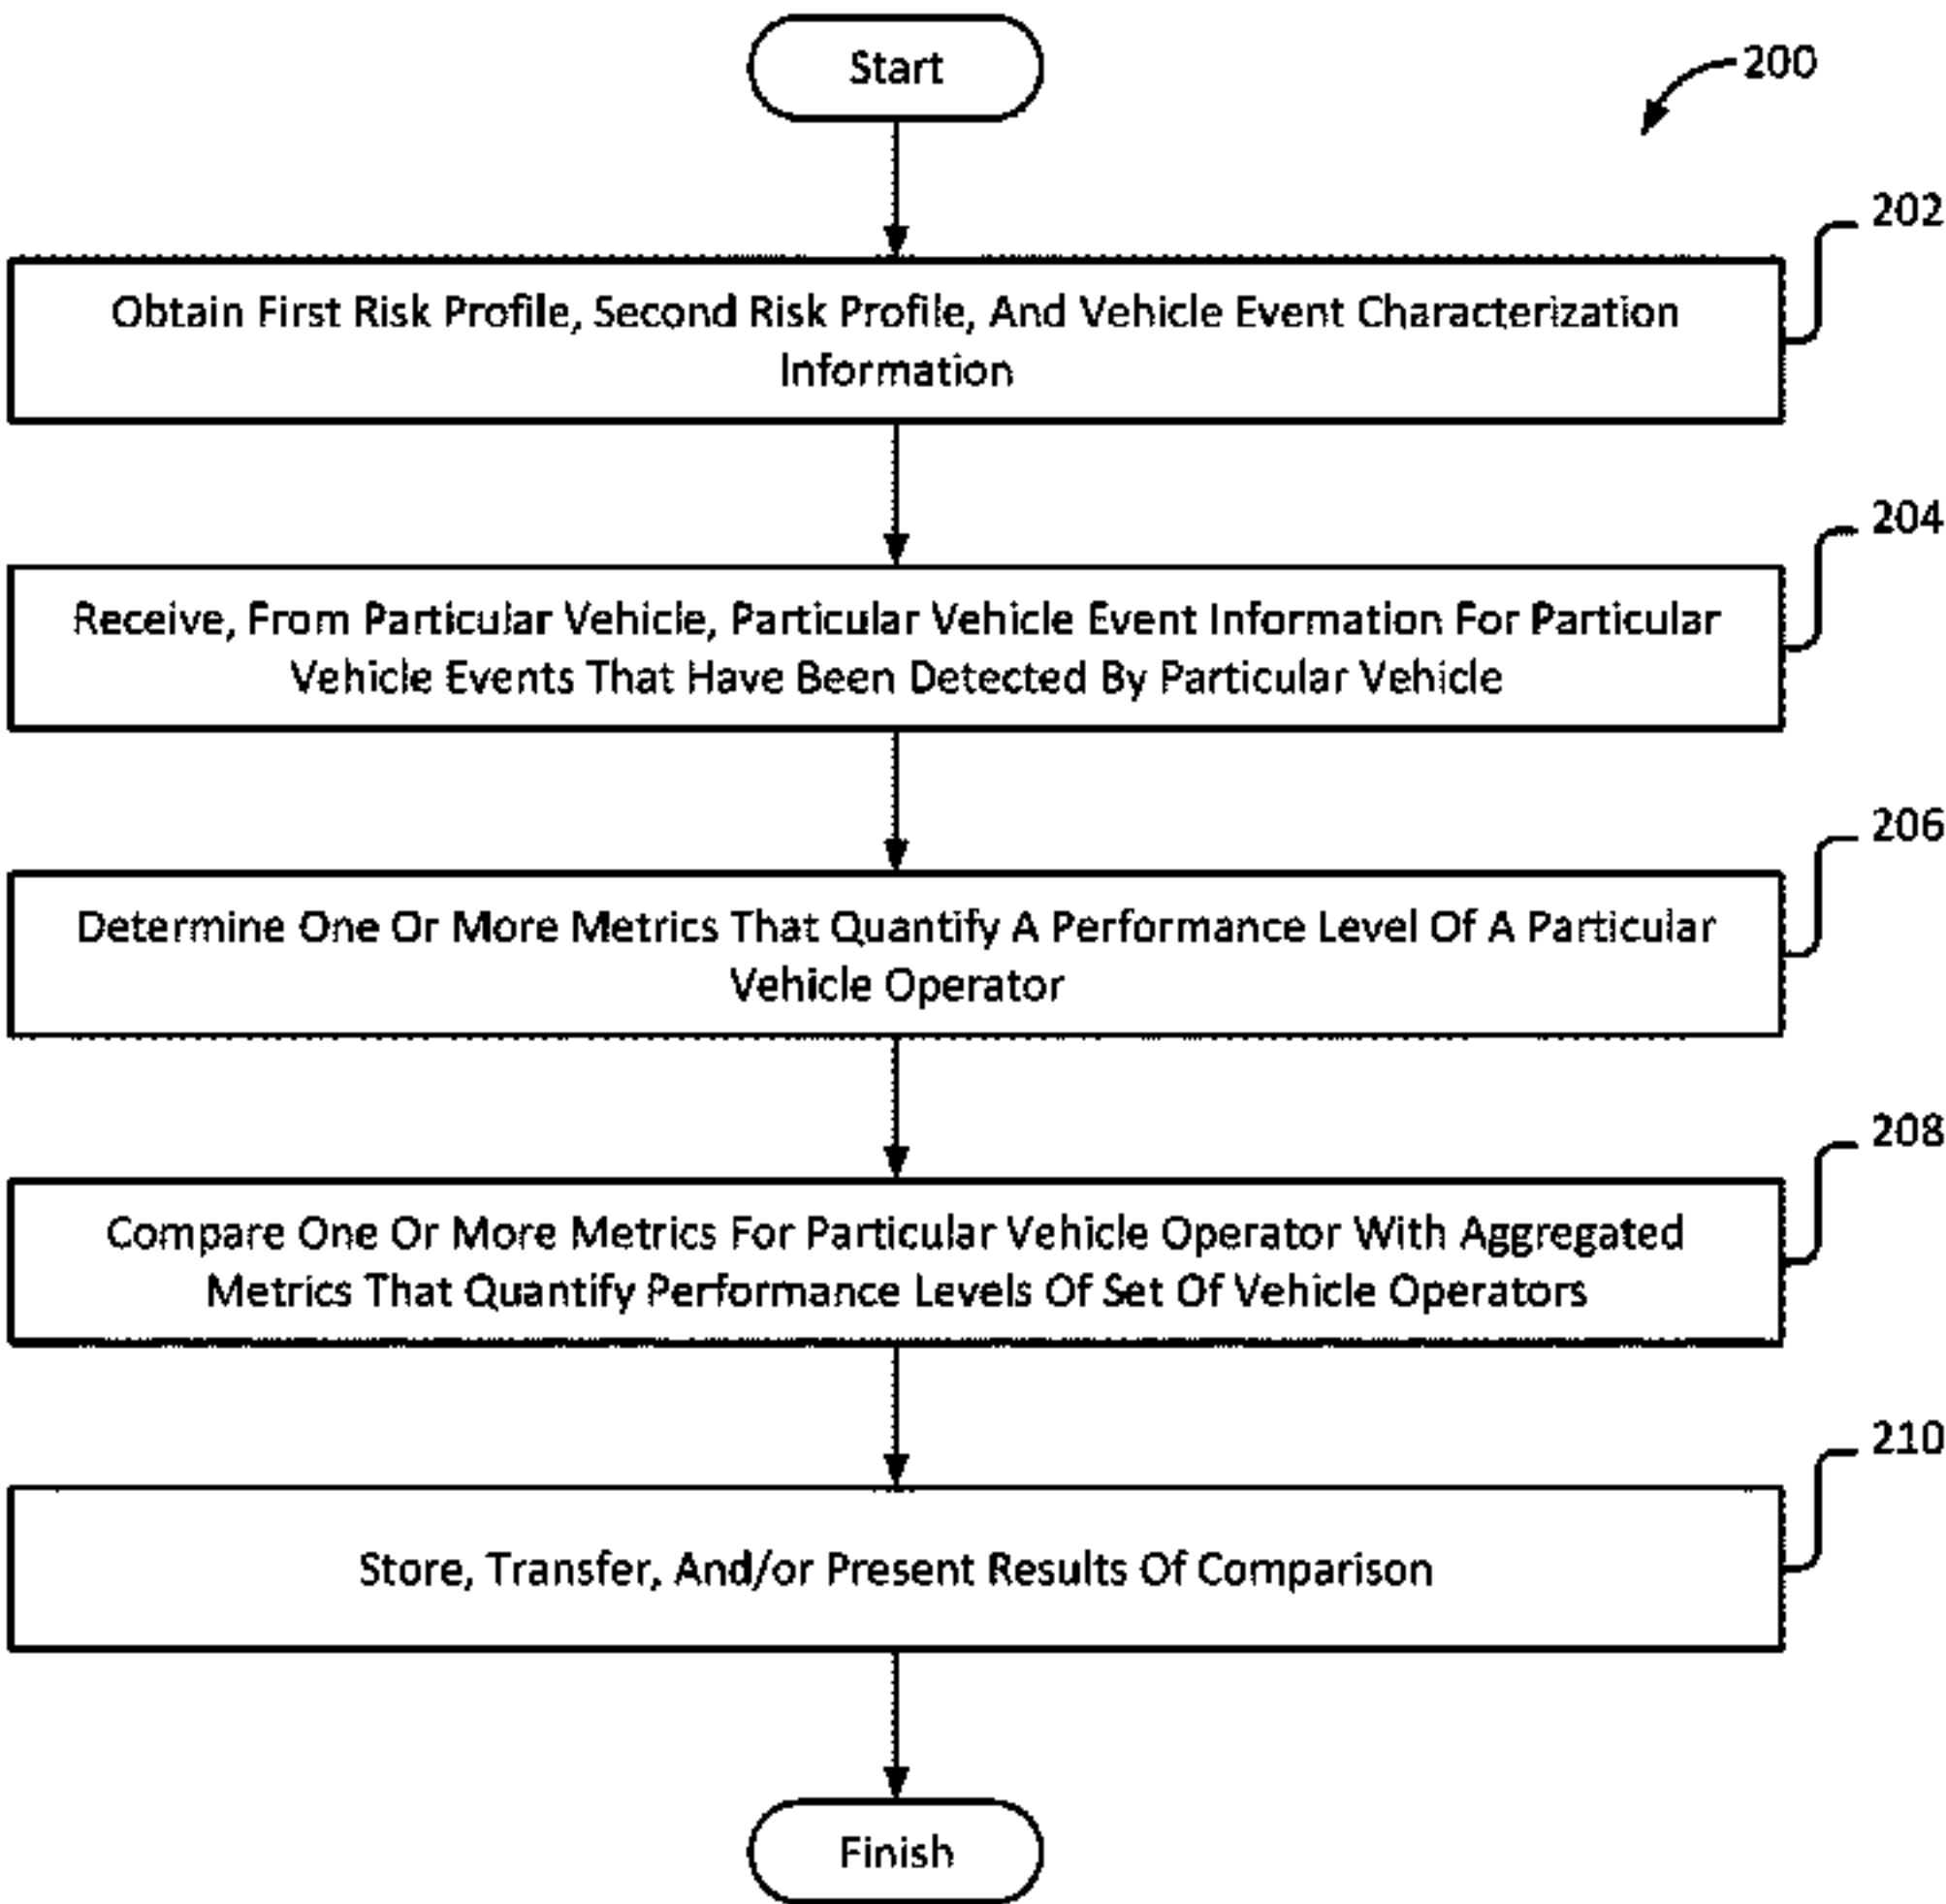 Start
200
202
Obtain First Risk Profile, Second Risk Profile, And Vehicle Event Characterization
Information
204
Receive, From Particular Vehicle, Particular Vehicle Event Information For Particular
Vehicle Events That Have Been Detected By Particular Vehicle
206
Determine One Or More Metrics That Quantify A Performance Level Of A Particular
Vehicle Operator
208
Compare One Or More Metrics For Particular Vehicle Operator With Aggregated
Metrics That Quantify Performance Levels Of Set Of Vehicle Operators
210
Store, Transfer, And/or Present Results Of Comparison
Finish